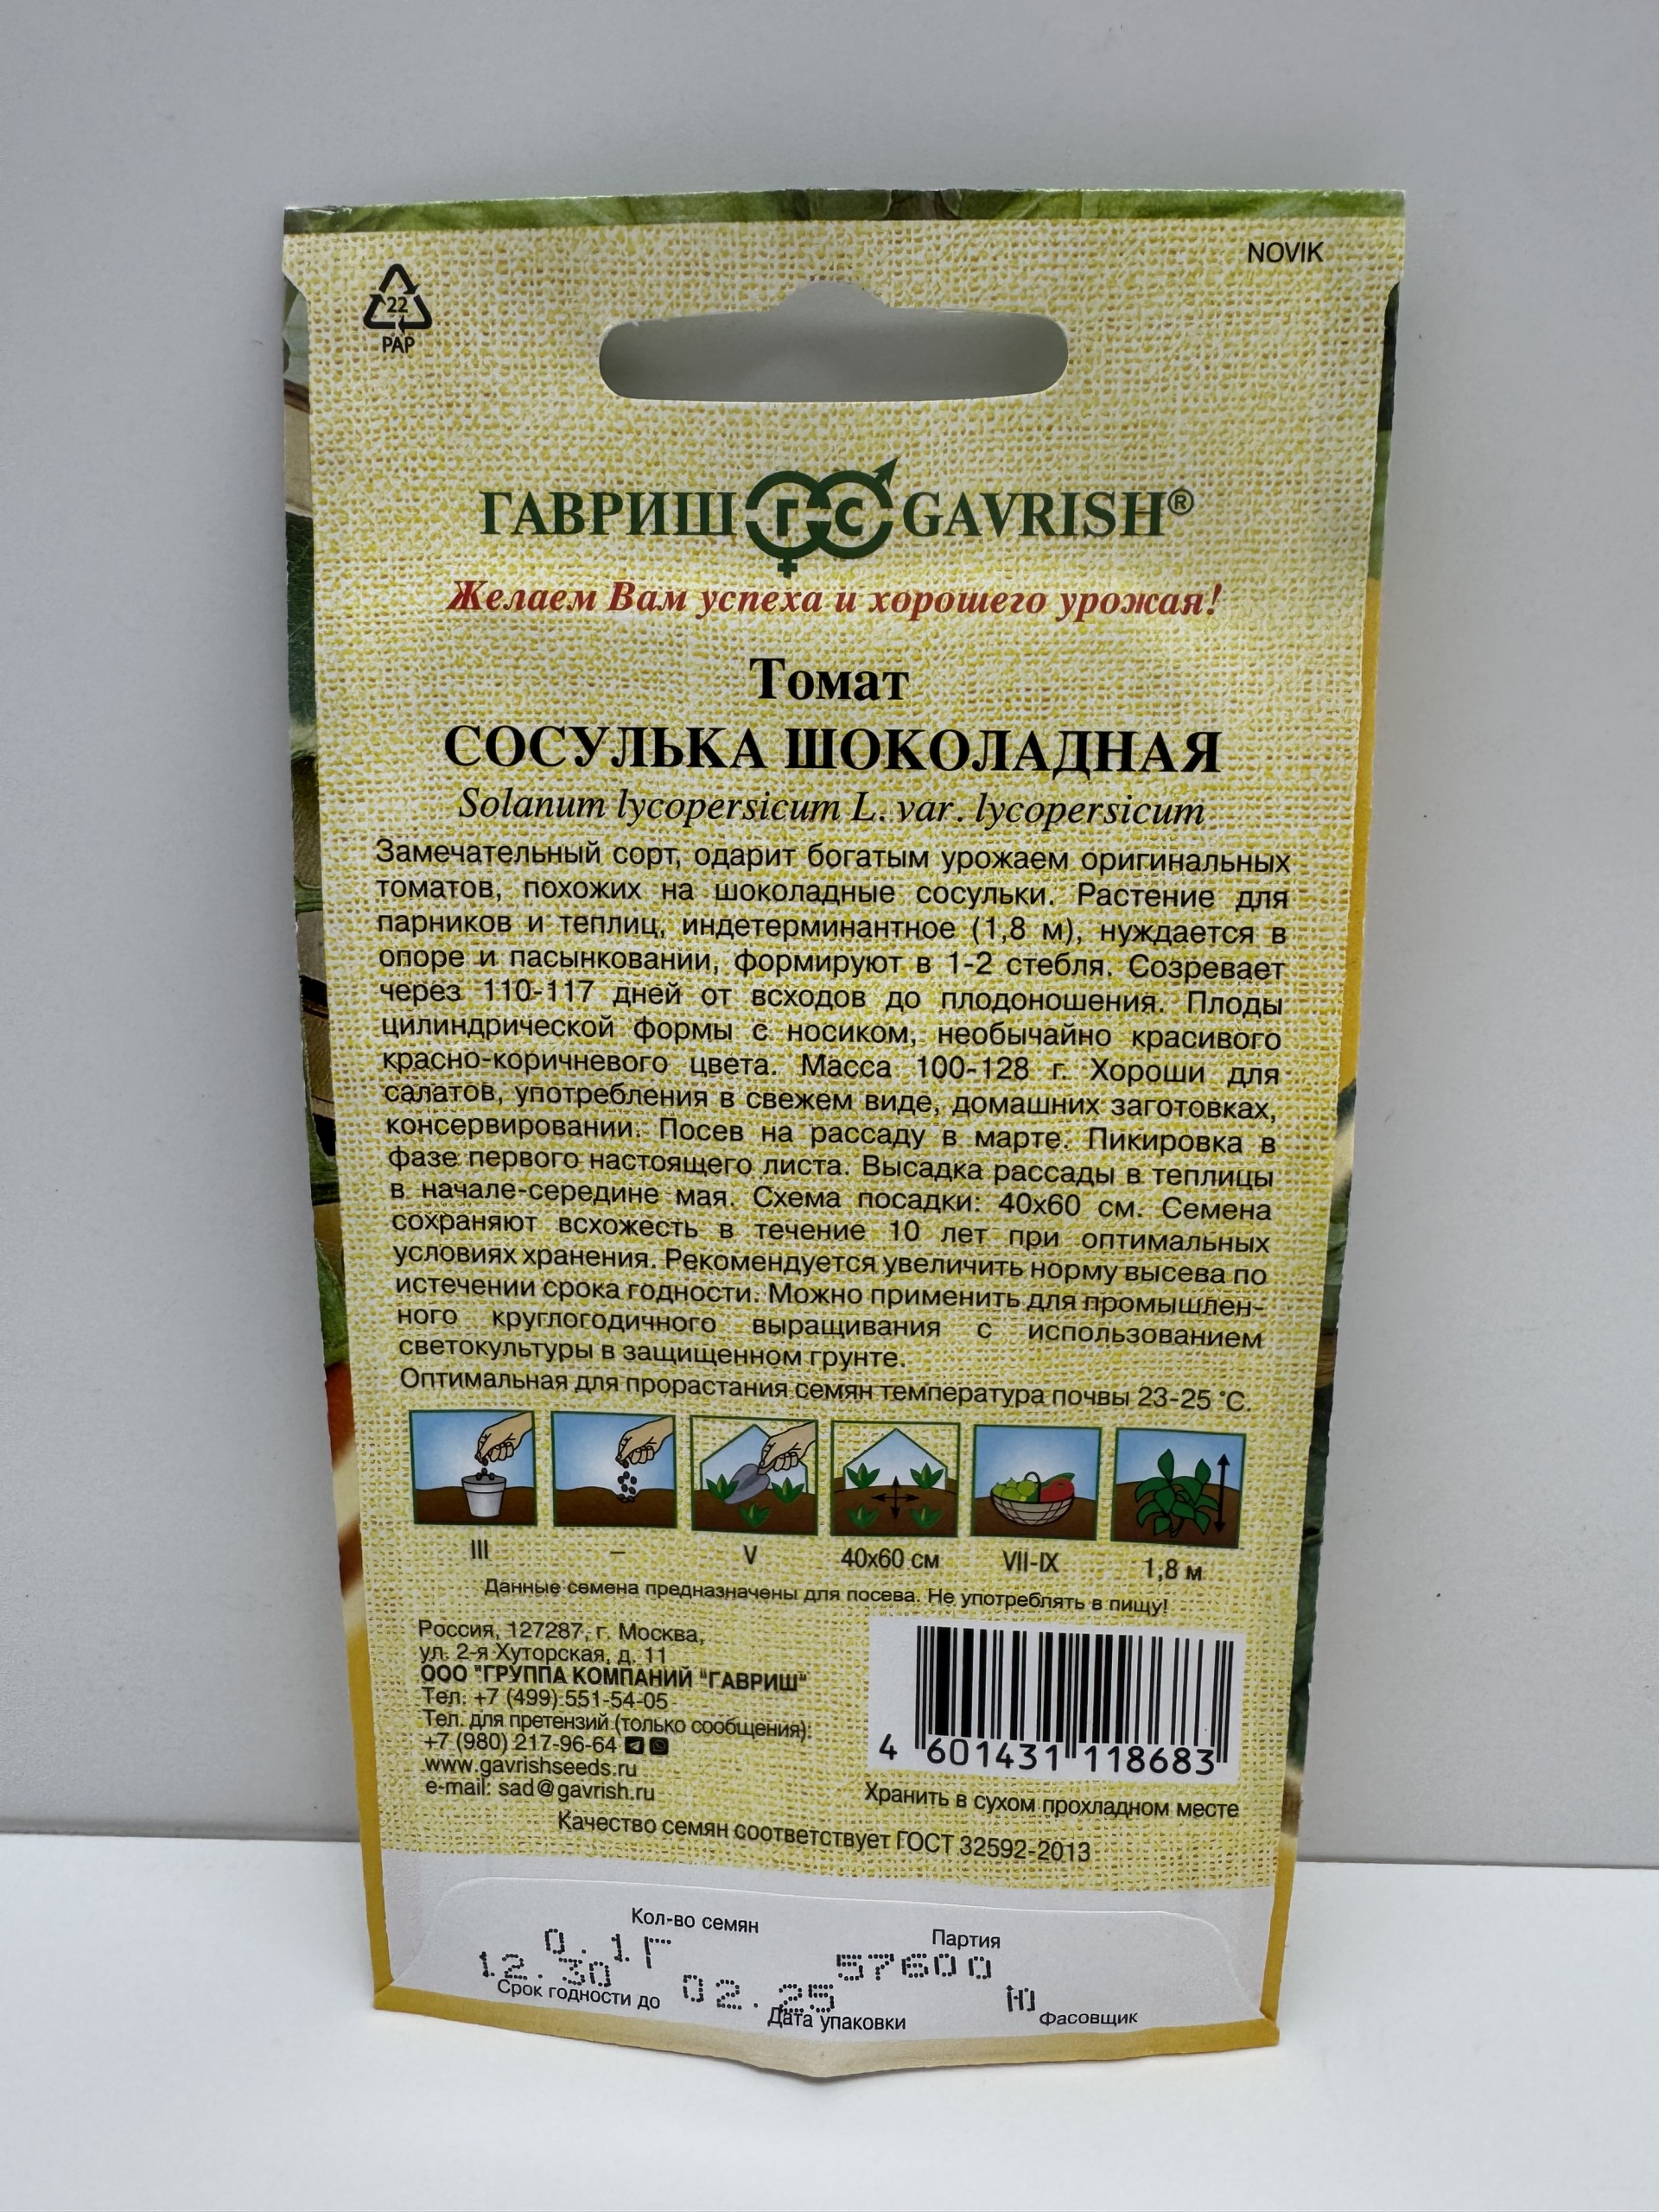 NOVIK
22
PAP
ГАВРИШ ГС GAVRISH®
Желаем Вам успеха и хорошего урожая!
Томат
СОСУЛЬКА ШОКОЛАДНАЯ
Solanum lycopersicum L. var. lycopersicum
Замечательный сорт, одарит богатым урожаем оригинальных
томатов, похожих на шоколадные сосульки. Растение для
парников и теплиц, индетерминантное (1,8 м), нуждается в
опоре и пасынковании, формируют в 1-2 стебля. Созревает
через 110-117 дней от всходов до плодоношения. Плоды
цилиндрической формы с носиком, необычайно красивого
красно-коричневого цвета. Масса 100-128 г. Хороши для
салатов, употребления в свежем виде, домашних заготовках,
консервировании. Посев на рассаду в марте. Пикировка в
фазе первого настоящего листа. Высадка рассады в теплицы
в начале-середине мая. Схема посадки: 40х60 см. Семена
сохраняют всхожесть в течение 10 лет при оптимальных
условиях хранения. Рекомендуется увеличить норму высева по
истечении срока годности. Можно применить для промышлен-
ного круглогодичного выращивания с использованием
светокультуры в защищенном грунте.
Оптимальная для прорастания семян температура почвы 23-25 °С.
III – V 40х60 см VII-IX 1,8 м
Данные семена предназначены для посева. Не употреблять в пищу!
Россия, 127287, г. Москва,
ул. 2-я Хуторская, д. 11
ООО "ГРУППА КОМПАНИЙ "ГАВРИШ"
Тел. +7 (499) 551-54-05
Тел. для претензий (только сообщения):
+7 (980) 217-96-64
www.gavrishseeds.ru
e-mail: sad@gavrish.ru
4 601431 118683
Хранить в сухом прохладном месте
Качество семян соответствует ГОСТ 32592-2013
Кол-во семян
Партия
0.1Г
57600
12.30
02.25
Срок годности до
Дата упаковки
Фасовщик